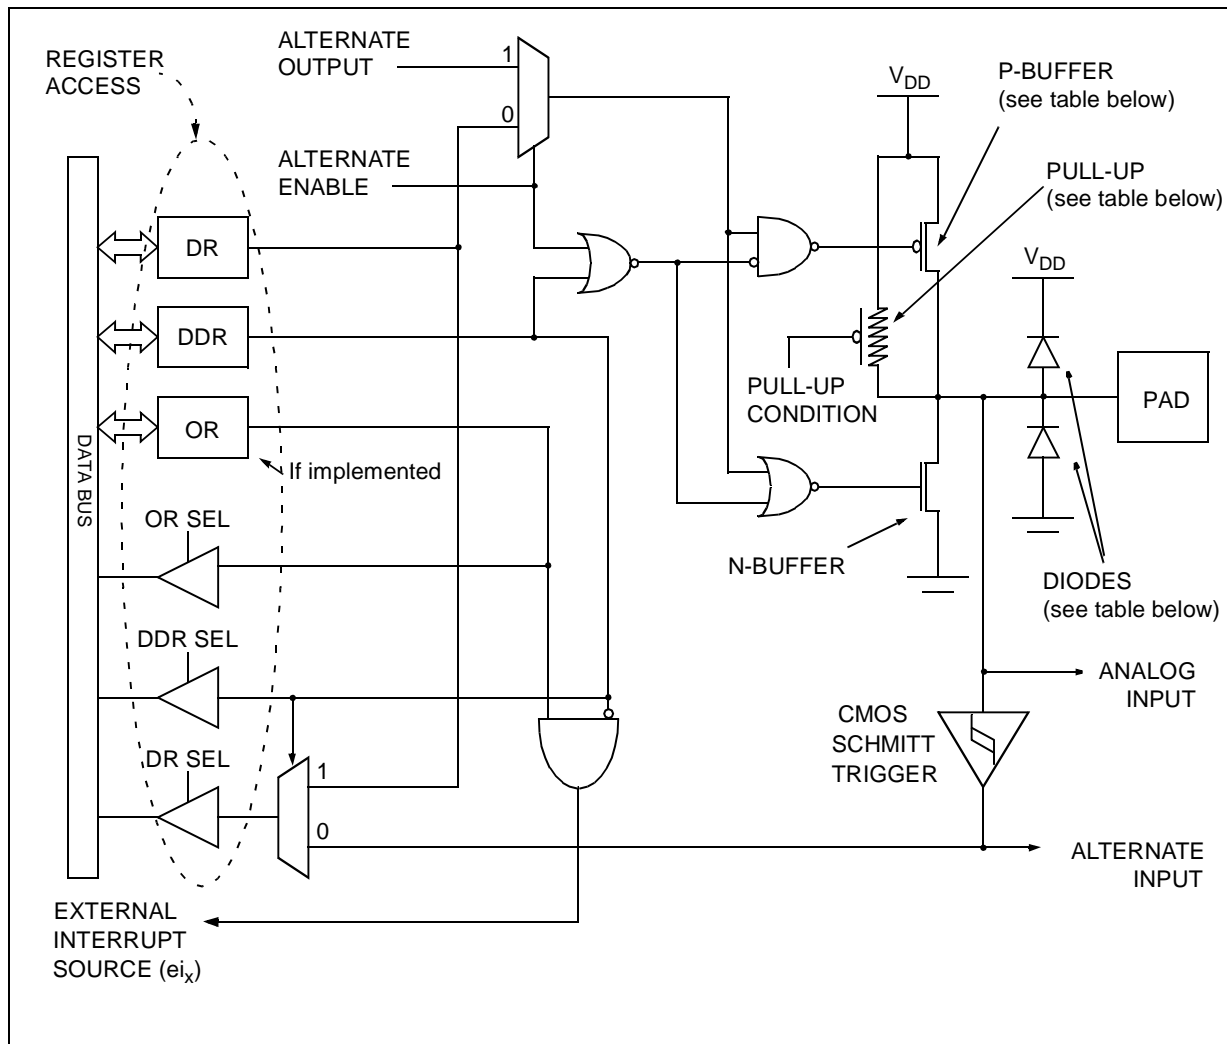 REGISTER
ACCESS
ALTERNATE
OUTPUT
1
0
ALTERNATE
ENABLE
VDD
P-BUFFER
(see table below)
PULL-UP
(see table below)
DR
DDR
OR
If implemented
DATA BUS
PULL-UP
CONDITION
VDD
PAD
OR SEL
DDR SEL
DR SEL
N-BUFFER
DIODES
(see table below)
1
0
CMOS
SCHMITT
TRIGGER
ANALOG
INPUT
ALTERNATE
INPUT
EXTERNAL
INTERRUPT
SOURCE (eix)